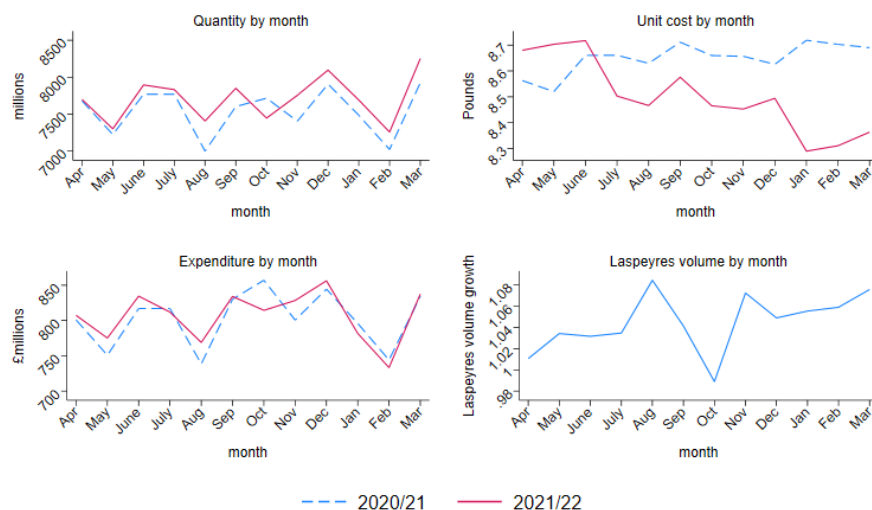 Quantity by month
8500
8000
7500
7000
millions
Apr May June July Aug Sep Oct Nov Dec Jan Feb Mar
month
Unit cost by month
8.7
8.6
8.5
8.4
8.3
Pounds
Apr May June July Aug Sep Oct Nov Dec Jan Feb Mar
month
Expenditure by month
850
800
750
700
£millions
Apr May June July Aug Sep Oct Nov Dec Jan Feb Mar
month
Laspeyres volume by month
1.08
1.06
1.04
1.02
1
.98
Laspeyres volume growth
Apr May June July Aug Sep Oct Nov Dec Jan Feb Mar
month
2020/21 2021/22